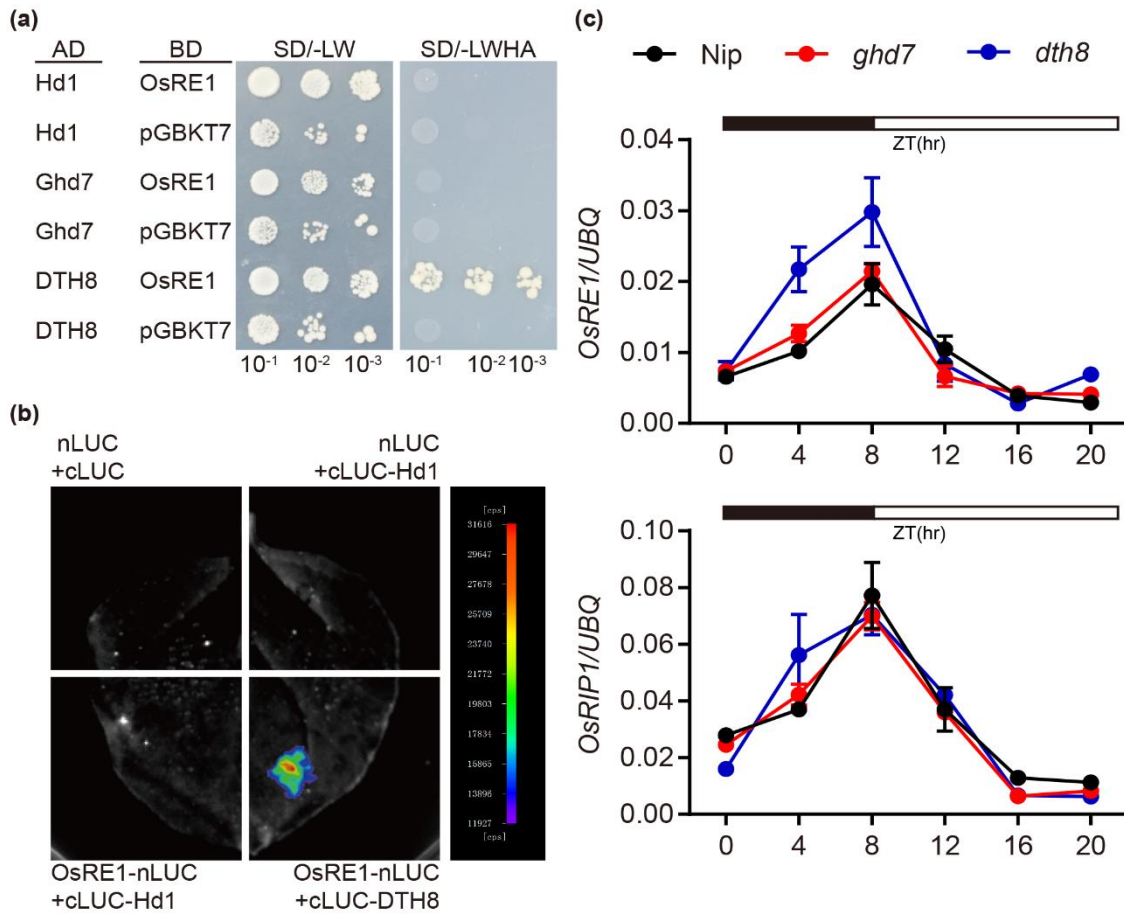 (a)
AD BD SD/-LW SD/-LWHA
Hd1 OsRE1
Hd1 pGBKT7
Ghd7 OsRE1
Ghd7 pGBKT7
DTH8 OsRE1
DTH8 pGBKT7
10-1 10-2 10-3 10-1 10-2 10-3
(b)
nLUC
+cLUC
nLUC
+cLUC-Hd1
[cps]
31616
29647
27678
25709
23740
21772
19803
17834
15865
13896
11927
[cps]
OsRE1-nLUC
+cLUC-Hd1
OsRE1-nLUC
+cLUC-DTH8
(c)
Nip ghd7 dth8
ZT(hr)
OsRE1/UBQ
0.04
0.03
0.02
0.01
0.00
0 4 8 12 16 20
ZT(hr)
OsRIP1/UBQ
0.10
0.08
0.06
0.04
0.02
0.00
0 4 8 12 16 20